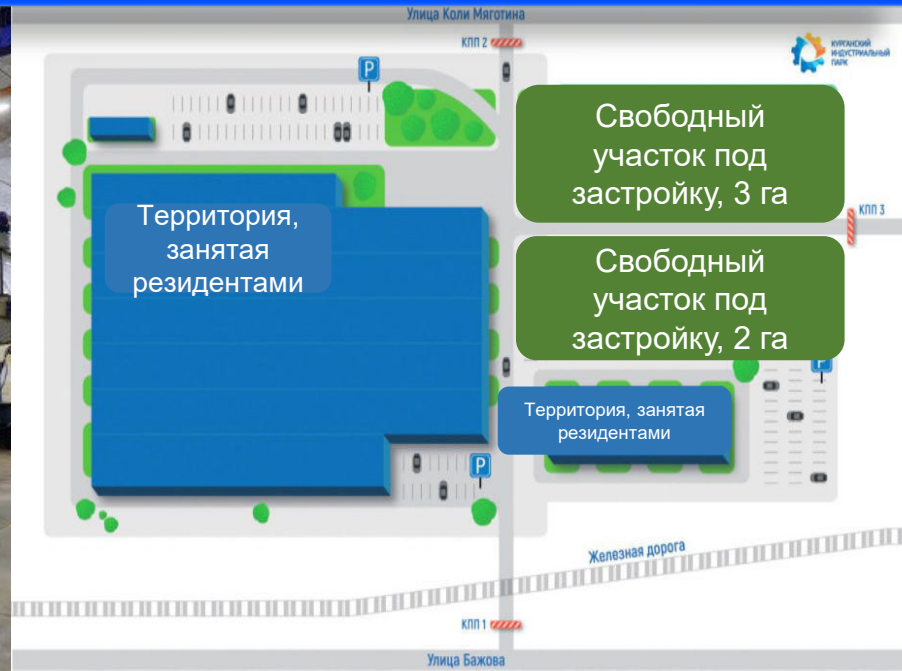 Улица Коли Мяготина
КПП 2
КУРГАНСКИЙ
ИНДУСТРИАЛЬНЫЙ
ПАРК
P
Свободный
участок под
застройку, 3 га
Территория,
занятая
резидентами
КПП 3
Свободный
участок под
застройку, 2 га
P
Территория, занятая
резидентами
P
Железная дорога
КПП 1
Улица Бажова